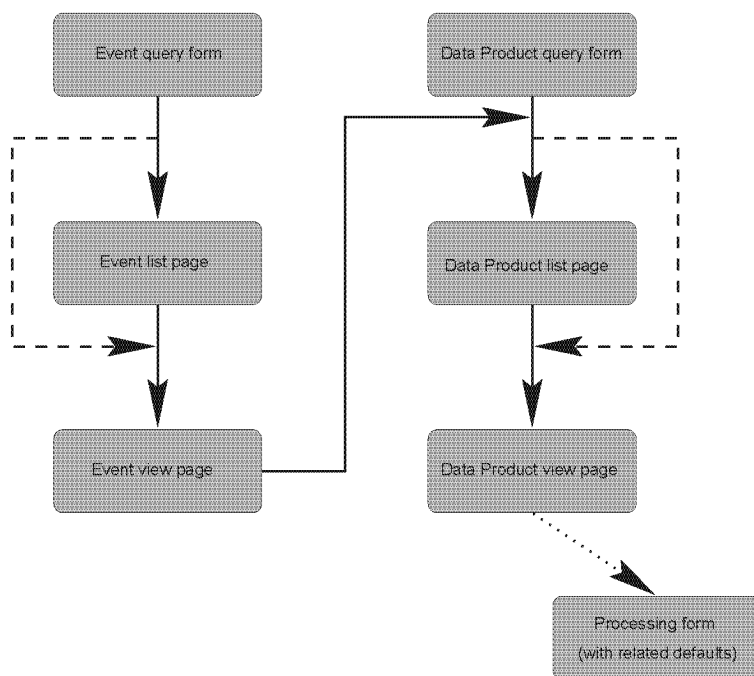 Event query form
Data Product query form
Event list page
Data Product list page
Event view page
Data Product view page
Processing form
(with related defaults)